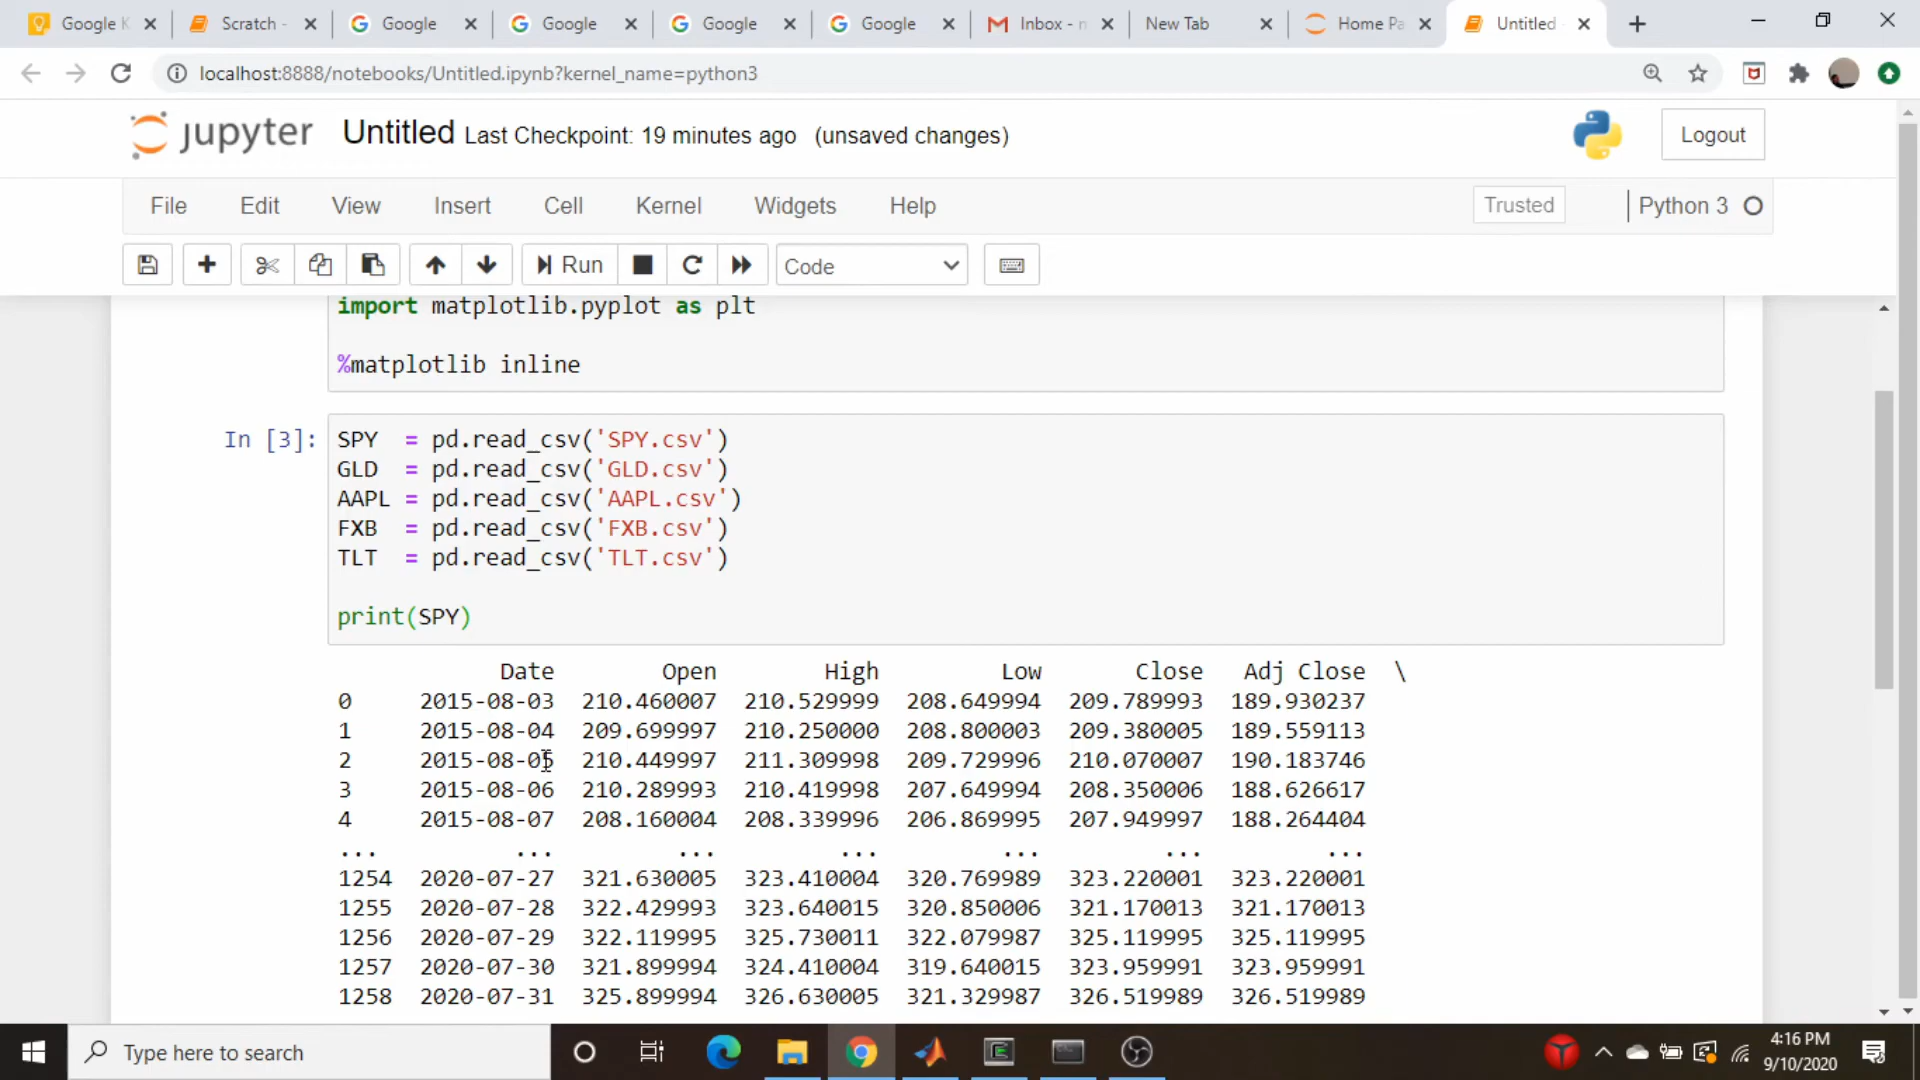 Google K
Scratch -
Google
Google
Google
Google
Inbox - n
New Tab
Home Pa
Untitled
localhost:8888/notebooks/Untitled.ipynb?kernel_name=python3
jupyter Untitled Last Checkpoint: 19 minutes ago (unsaved changes)
Logout
File Edit View Insert Cell Kernel Widgets Help
Trusted
Python 3
Run
Code
import matplotlib.pyplot as plt
%matplotlib inline
In [3]:
SPY = pd.read_csv('SPY.csv')
GLD = pd.read_csv('GLD.csv')
AAPL = pd.read_csv('AAPL.csv')
FXB = pd.read_csv('FXB.csv')
TLT = pd.read_csv('TLT.csv')
print(SPY)
Date Open High Low Close Adj Close \
0 2015-08-03 210.460007 210.529999 208.649994 209.789993 189.930237
1 2015-08-04 209.699997 210.250000 208.800003 209.380005 189.559113
2 2015-08-05 210.449997 211.309998 209.729996 210.070007 190.183746
3 2015-08-06 210.289993 210.419998 207.649994 208.350006 188.626617
4 2015-08-07 208.160004 208.339996 206.869995 207.949997 188.264404
... ... ... ... ... ... ...
1254 2020-07-27 321.630005 323.410004 320.769989 323.220001 323.220001
1255 2020-07-28 322.429993 323.640015 320.850006 321.170013 321.170013
1256 2020-07-29 322.119995 325.730011 322.079987 325.119995 325.119995
1257 2020-07-30 321.899994 324.410004 319.640015 323.959991 323.959991
1258 2020-07-31 325.899994 326.630005 321.329987 326.519989 326.519989
Type here to search
4:16 PM
9/10/2020